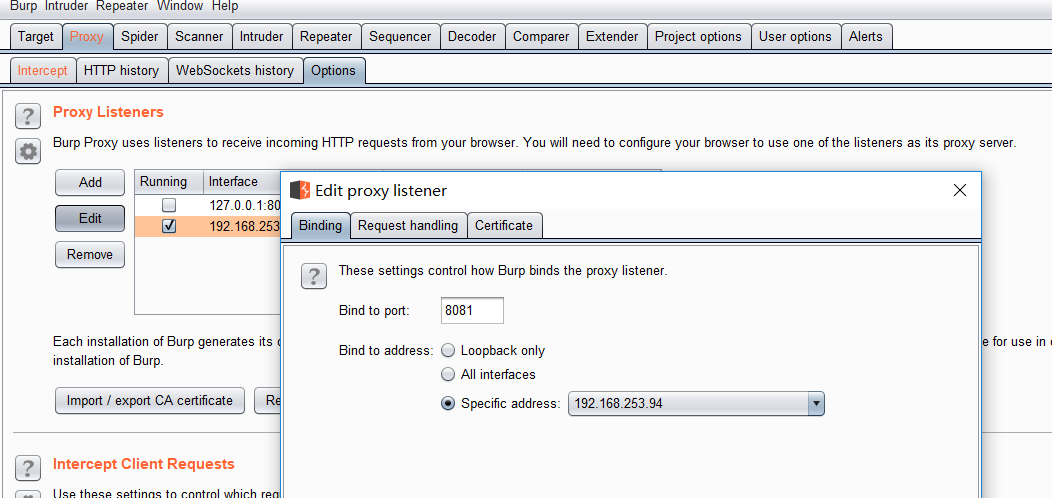 Burp Intruder Repeater Window Help
Target Proxy Spider Scanner Intruder Repeater Sequencer Decoder Comparer Extender Project options User options Alerts
Intercept HTTP history WebSockets history Options
? Proxy Listeners
Burp Proxy uses listeners to receive incoming HTTP requests from your browser. You will need to configure your browser to use one of the listeners as its proxy server.
Add Running Interface
127.0.0.1:80
Edit 192.168.253
Remove
Edit proxy listener
Binding Request handling Certificate
? These settings control how Burp binds the proxy listener.
Bind to port: 8081
Bind to address: Loopback only
All interfaces
Specific address: 192.168.253.94
Each installation of Burp generates its e for use in
installation of Burp.
Import / export CA certificate Re
? Intercept Client Requests
Use these settings to control which req